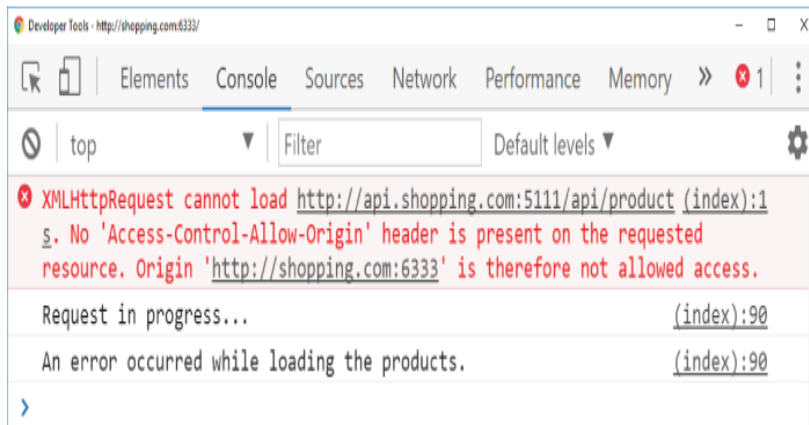 Developer Tools - http://shopping.com:6333/
Elements Console Sources Network Performance Memory » 1
top Filter Default levels
XMLHttpRequest cannot load http://api.shopping.com:5111/api/product (index):1
s. No 'Access-Control-Allow-Origin' header is present on the requested
resource. Origin 'http://shopping.com:6333' is therefore not allowed access.
Request in progress... (index):90
An error occurred while loading the products. (index):90